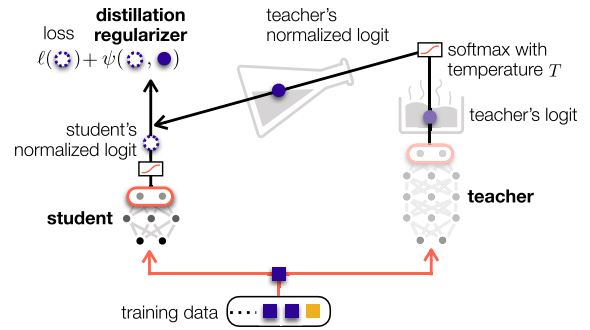 distillation
regularizer
loss
ℓ( ) + ψ( , )
teacher's
normalized logit
softmax with
temperature T
teacher's logit
student's
normalized logit
student
teacher
training data